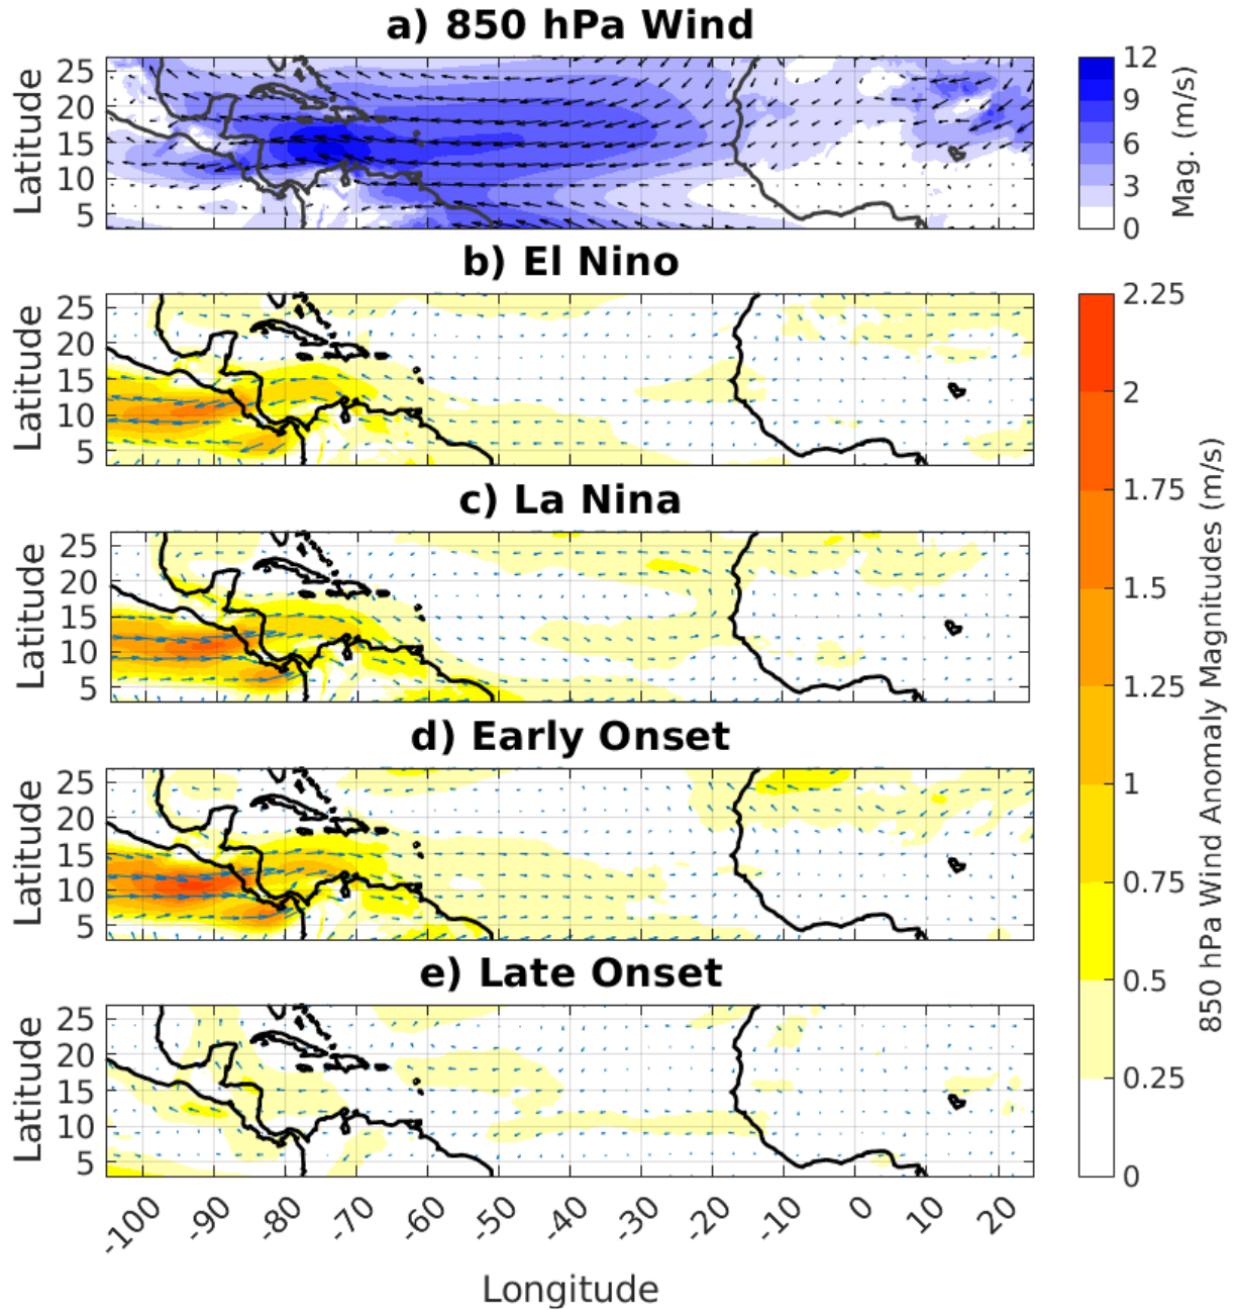 a) 850 hPa Wind
Latitude
25
20
15
10
5
12
9
6
3
0
Mag. (m/s)
b) El Nino
Latitude
25
20
15
10
5
c) La Nina
Latitude
25
20
15
10
5
d) Early Onset
Latitude
25
20
15
10
5
e) Late Onset
Latitude
25
20
15
10
5
-100 -90 -80 -70 -60 -50 -40 -30 -20 -10 0 10 20
Longitude
2.25
2
1.75
1.5
1.25
1
0.75
0.5
0.25
0
850 hPa Wind Anomaly Magnitudes (m/s)